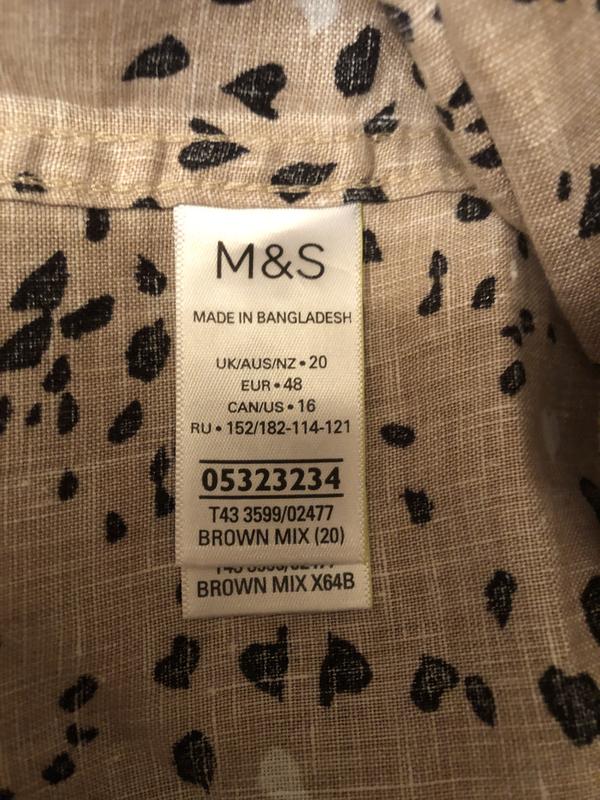 M&S
MADE IN BANGLADESH
UK/AUS/NZ • 20
EUR • 48
CAN/US • 16
RU • 152/182-114-121
05323234
T43 3599/02477
BROWN MIX (20)
BROWN MIX X64B